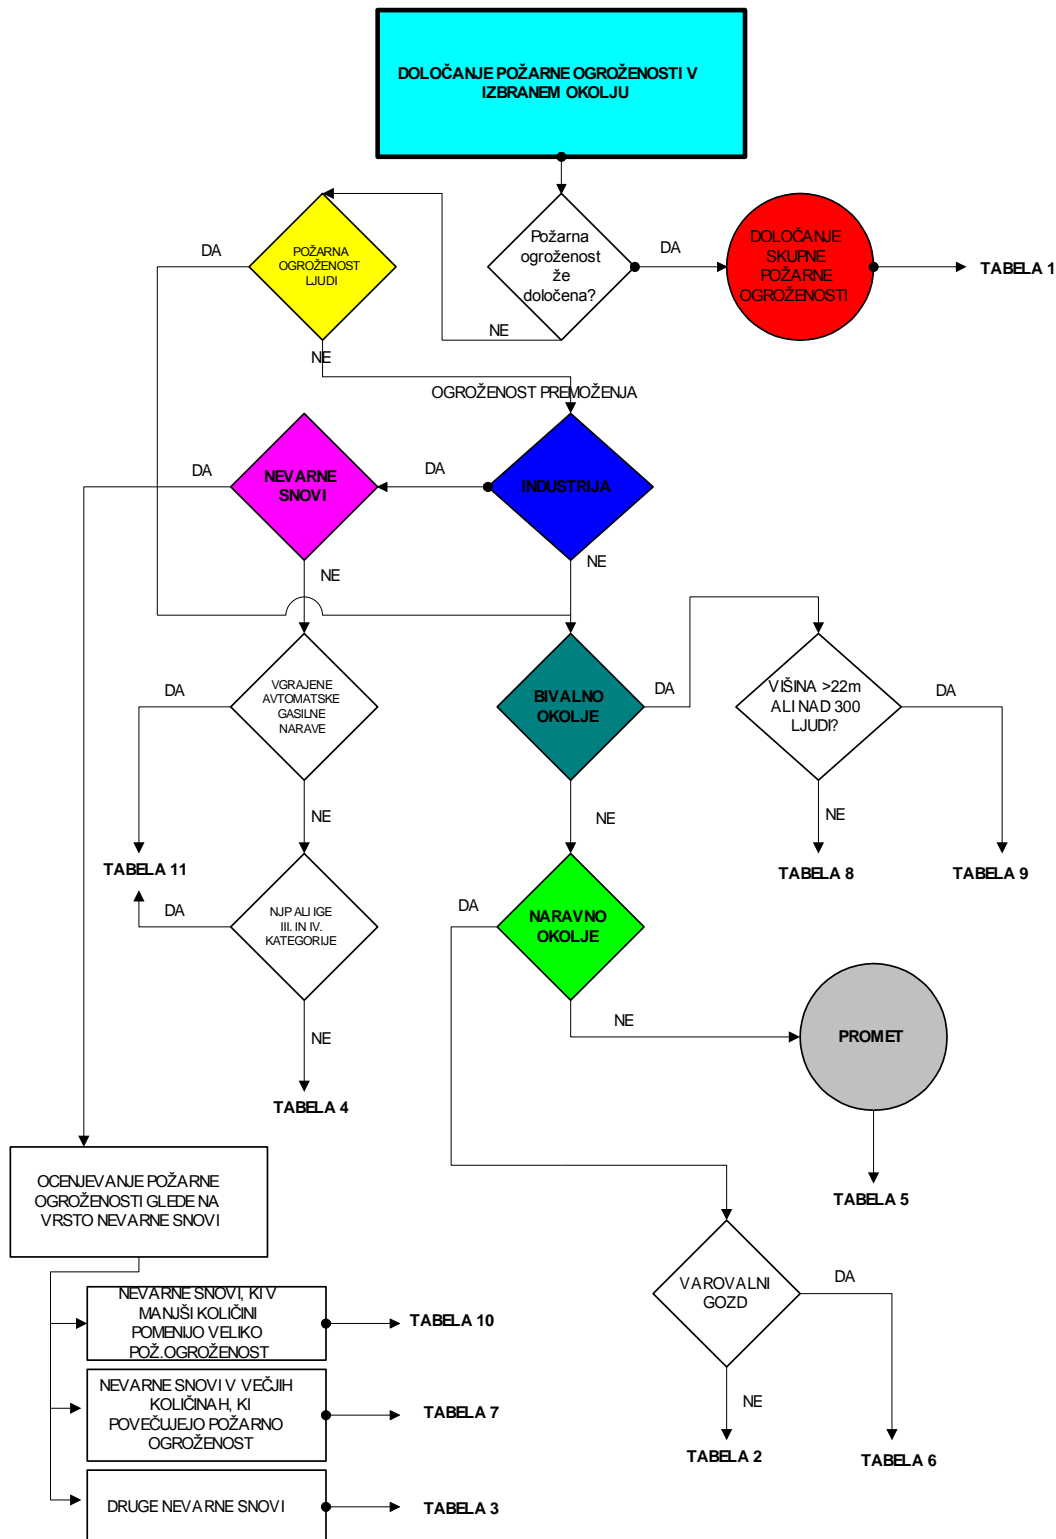 DOLOČANJE POŽARNE OGROŽENOSTI V
IZBRANEM OKOLJU
DA
POŽARNA
OGROŽENOST
LJUDI
Požarna
ogroženost
že
določena?
DA
DOLOČANJE
SKUPNE
POŽARNE
OGROŽENOSTI
TABELA 1
NE
NE
OGROŽENOST PREMOŽENJA
DA
NEVARNE
SNOVI
DA
INDUSTRIJA
NE
NE
DA
VGRAJENE
AVTOMATSKE
GASILNE
NARAVE
BIVALNO
OKOLJE
DA
VIŠINA >22m
ALI NAD 300
LJUDI?
DA
NE
NE
NE
TABELA 11
TABELA 8
TABELA 9
DA
NJP ALI IGE
III. IN IV.
KATEGORIJE
DA
NARAVNO
OKOLJE
NE
NE
PROMET
TABELA 4
TABELA 5
OCENJEVANJE POŽARNE
OGROŽENOSTI GLEDE NA
VRSTO NEVARNE SNOVI
VAROVALNI
GOZD
DA
NE
TABELA 2
TABELA 6
NEVARNE SNOVI, KI V
MANJŠI KOLIČINI
POMENIJO VELIKO
POŽ.OGROŽENOST
TABELA 10
NEVARNE SNOVI V VEČJIH
KOLIČINAH, KI
POVEČUJEJO POŽARNO
OGROŽENOST
TABELA 7
DRUGE NEVARNE SNOVI
TABELA 3